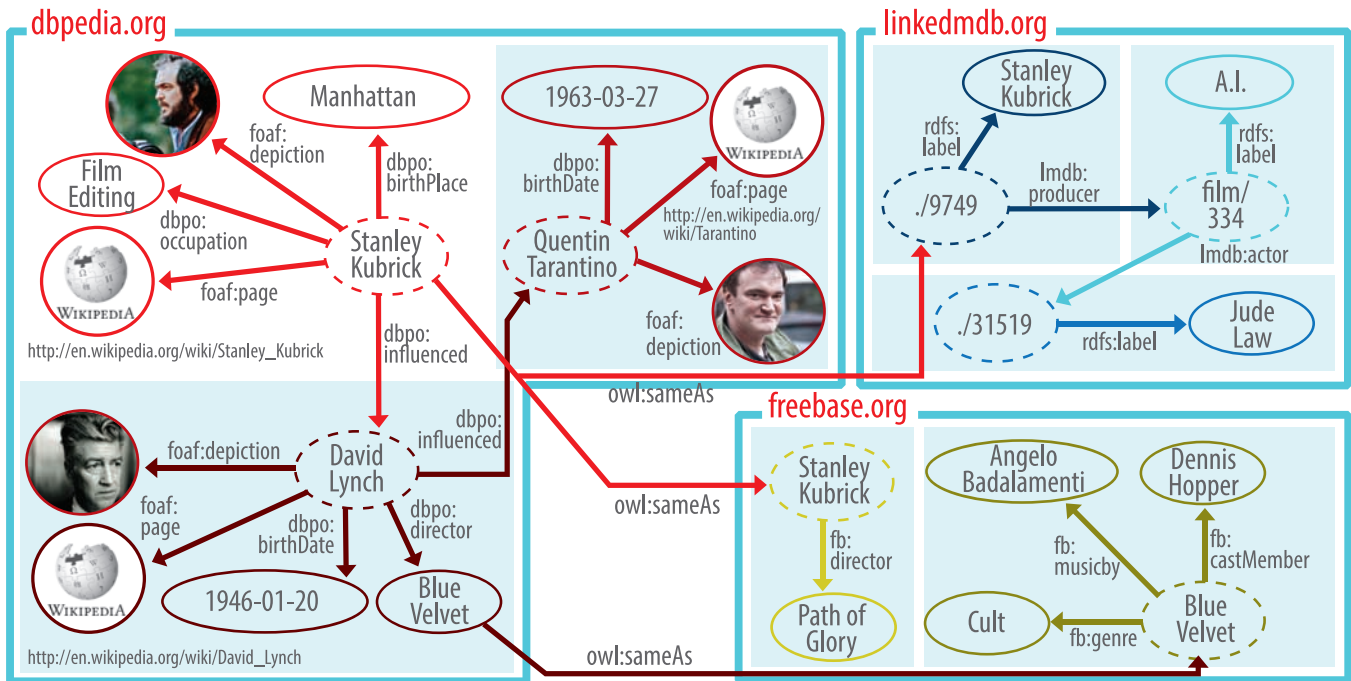 dbpedia.org
linkedmdb.org
freebase.org
Manhattan
foaf:
depiction
dbpo:
birthPlace
Film
Editing
dbpo:
occupation
Stanley
Kubrick
WIKIPEDIA
foaf:page
http://en.wikipedia.org/wiki/Stanley_Kubrick
dbpo:
influenced
1963-03-27
dbpo:
birthDate
WIKIPEDIA
foaf:page
http://en.wikipedia.org/
wiki/Tarantino
Quentin
Tarantino
foaf:
depiction
dbpo:
influenced
foaf:depiction
David
Lynch
foaf:
page
WIKIPEDIA
dbpo:
birthDate
dbpo:
director
1946-01-20
Blue
Velvet
http://en.wikipedia.org/wiki/David_Lynch
owl:sameAs
owl:sameAs
owl:sameAs
Stanley
Kubrick
rdfs:
label
./9749
lmdb:
producer
A.I.
rdfs:
label
film/
334
lmdb:actor
./31519
rdfs:label
Jude
Law
Stanley
Kubrick
fb:
director
Path of
Glory
Angelo
Badalamenti
Dennis
Hopper
fb:
musicby
fb:
castMember
Cult
fb:genre
Blue
Velvet